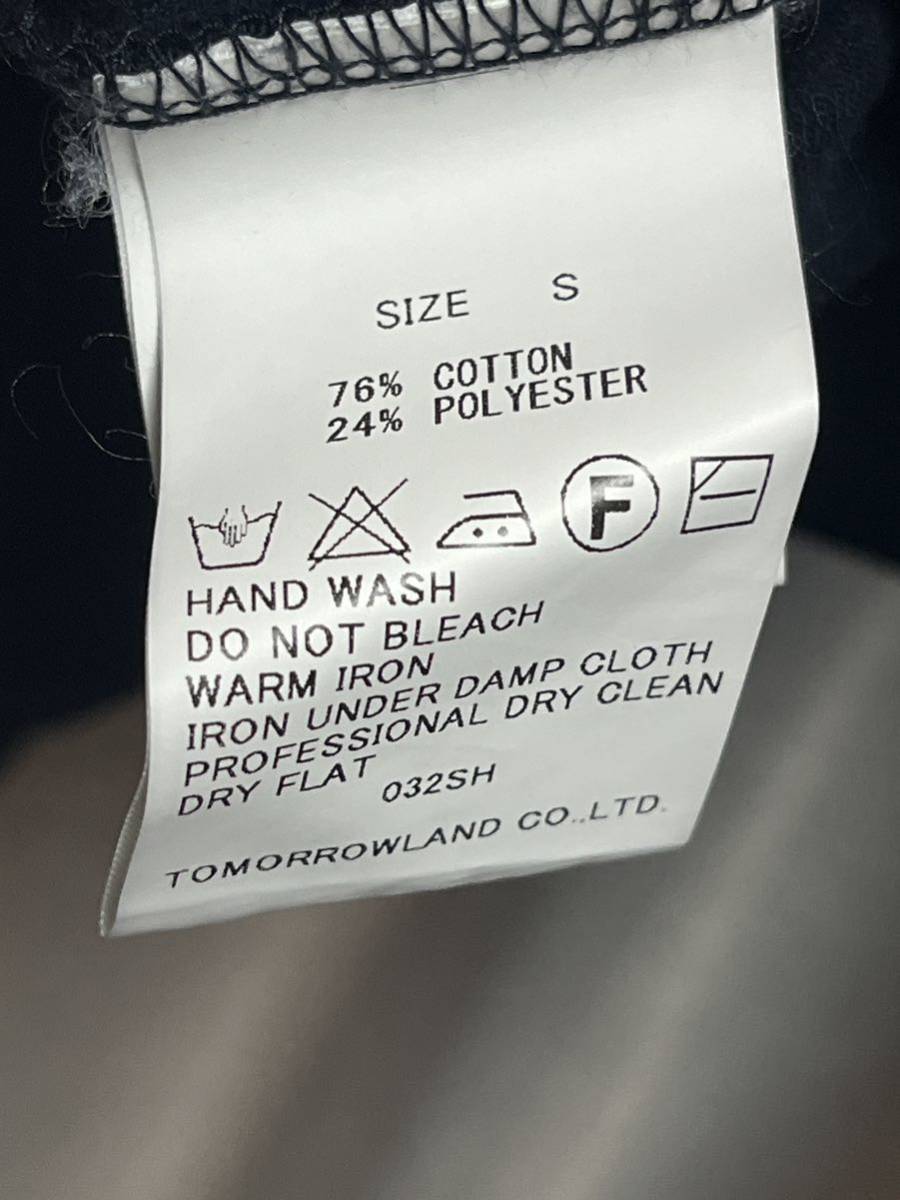 SIZE S
76% COTTON
24% POLYESTER
F
HAND WASH
DO NOT BLEACH
WARM IRON
IRON UNDER DAMP CLOTH
PROFESSIONAL DRY CLEAN
DRY FLAT
032SH
TOMORROWLAND CO.,LTD.